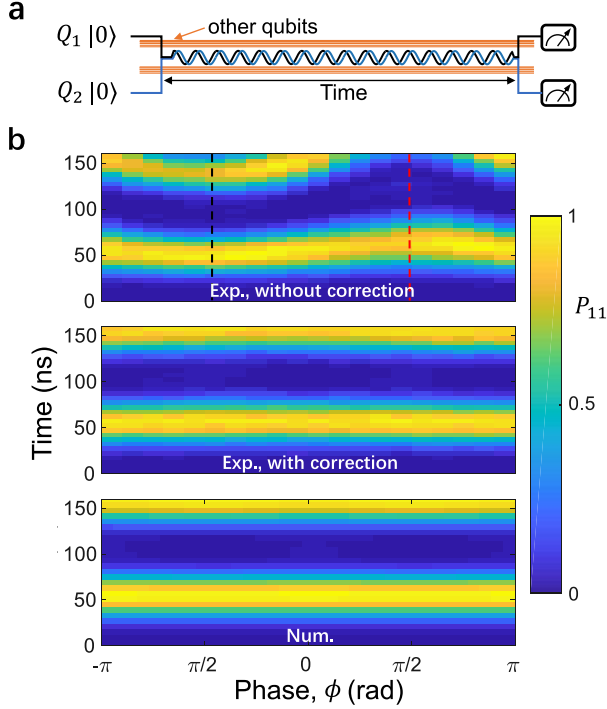 a
other qubits
Q₁ |0⟩
Time
Q₂ |0⟩
b
150
100
50
0
Exp., without correction
150
100
50
0
Exp., with correction
150
100
50
0
Num.
Time (ns)
-π
π/2
0
π/2
π
Phase, ϕ (rad)
1
P₁₁
0.5
0